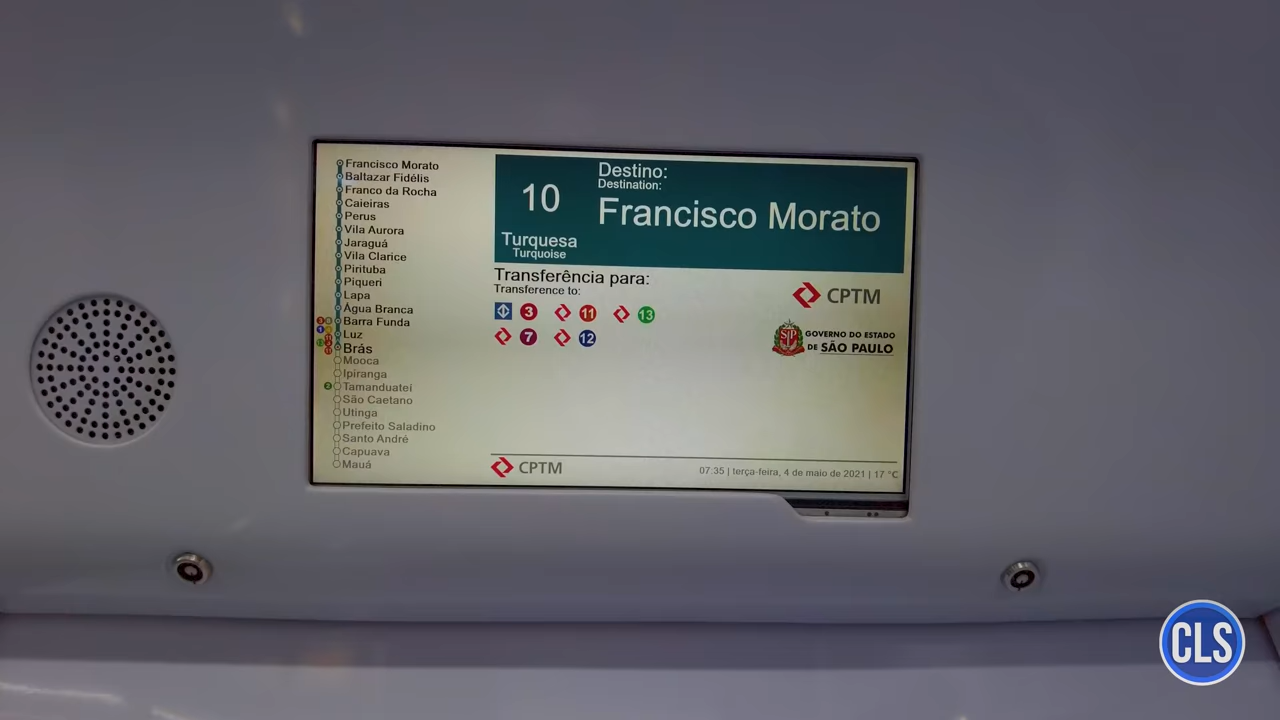 Francisco Morato
Baltazar Fidélis
Franco da Rocha
Caieiras
Perus
Vila Aurora
Jaraguá
Vila Clarice
Pirituba
Piqueri
Lapa
Água Branca
Barra Funda
Luz
Brás
Mooca
Ipiranga
2 Tamanduateí
São Caetano
Utinga
Prefeito Saladino
Santo André
Capuava
Mauá
10
Turquesa
Turquoise
Destino:
Destination:
Francisco Morato
Transferência para:
Transference to:
3 11 13
7 12
CPTM
GOVERNO DO ESTADO
DE SÃO PAULO
CPTM
07:35 | terça-feira, 4 de maio de 2021 | 17 °C
CLS